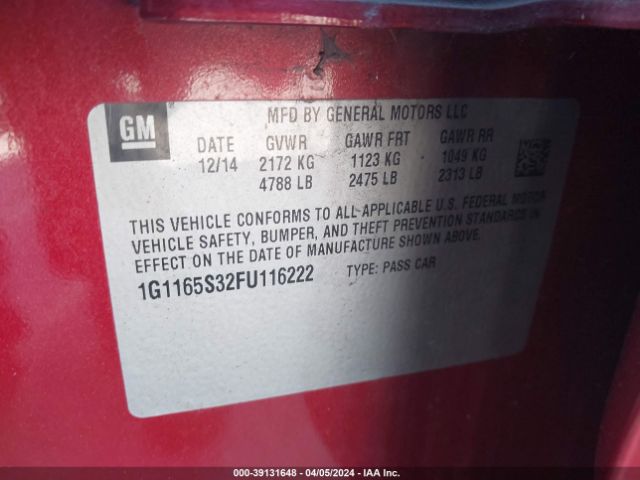 GM
MFD BY GENERAL MOTORS LLC
DATE GVWR GAWR FRT GAWR RR
12/14 2172 KG 1123 KG 1049 KG
4788 LB 2475 LB 2313 LB
THIS VEHICLE CONFORMS TO ALL APPLICABLE U.S. FEDERAL MOTOR
VEHICLE SAFETY, BUMPER, AND THEFT PREVENTION STANDARDS IN
EFFECT ON THE DATE OF MANUFACTURE SHOWN ABOVE.
1G1165S32FU116222 TYPE: PASS CAR
000-39131648 - 04/05/2024 - IAA Inc.